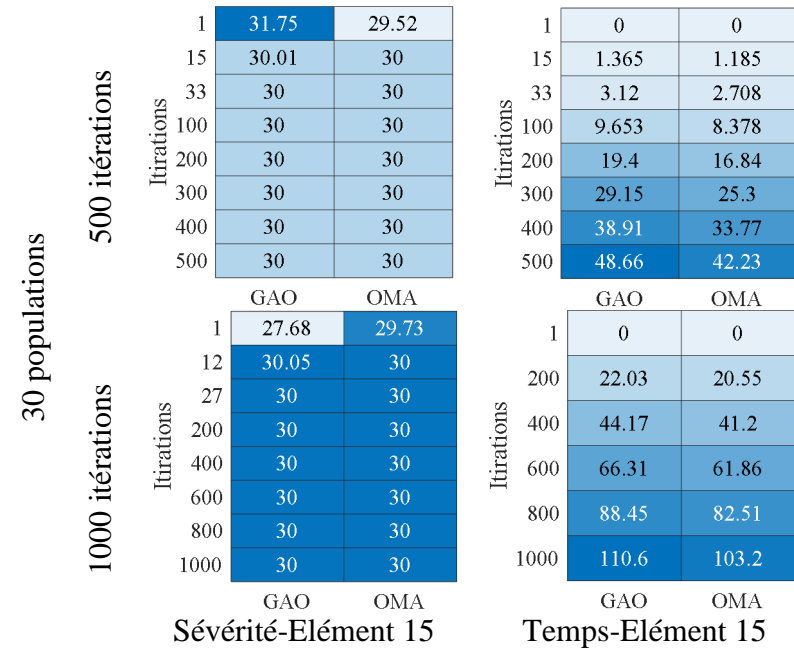 30 populations
500 itérations
Itirations
1 31.75 29.52
15 30.01 30
33 30 30
100 30 30
200 30 30
300 30 30
400 30 30
500 30 30
GAO OMA
Itirations
1 0 0
15 1.365 1.185
33 3.12 2.708
100 9.653 8.378
200 19.4 16.84
300 29.15 25.3
400 38.91 33.77
500 48.66 42.23
GAO OMA
1000 itérations
Itirations
1 27.68 29.73
12 30.05 30
27 30 30
200 30 30
400 30 30
600 30 30
800 30 30
1000 30 30
GAO OMA
Sévérité-Elément 15
Itirations
1 0 0
200 22.03 20.55
400 44.17 41.2
600 66.31 61.86
800 88.45 82.51
1000 110.6 103.2
GAO OMA
Temps-Elément 15